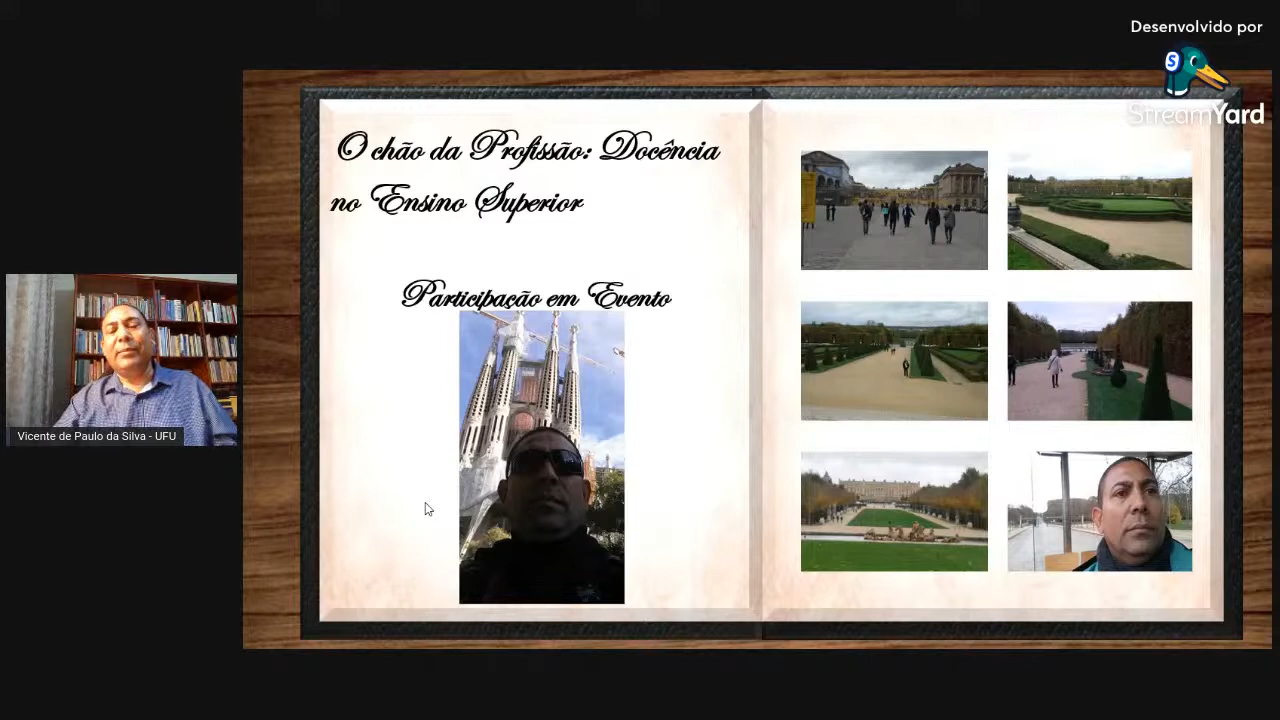 Desenvolvido por
StreamYard
O chão da Profissão: Docência
no Ensino Superior
Participação em Evento
Vicente de Paulo da Silva - UFU